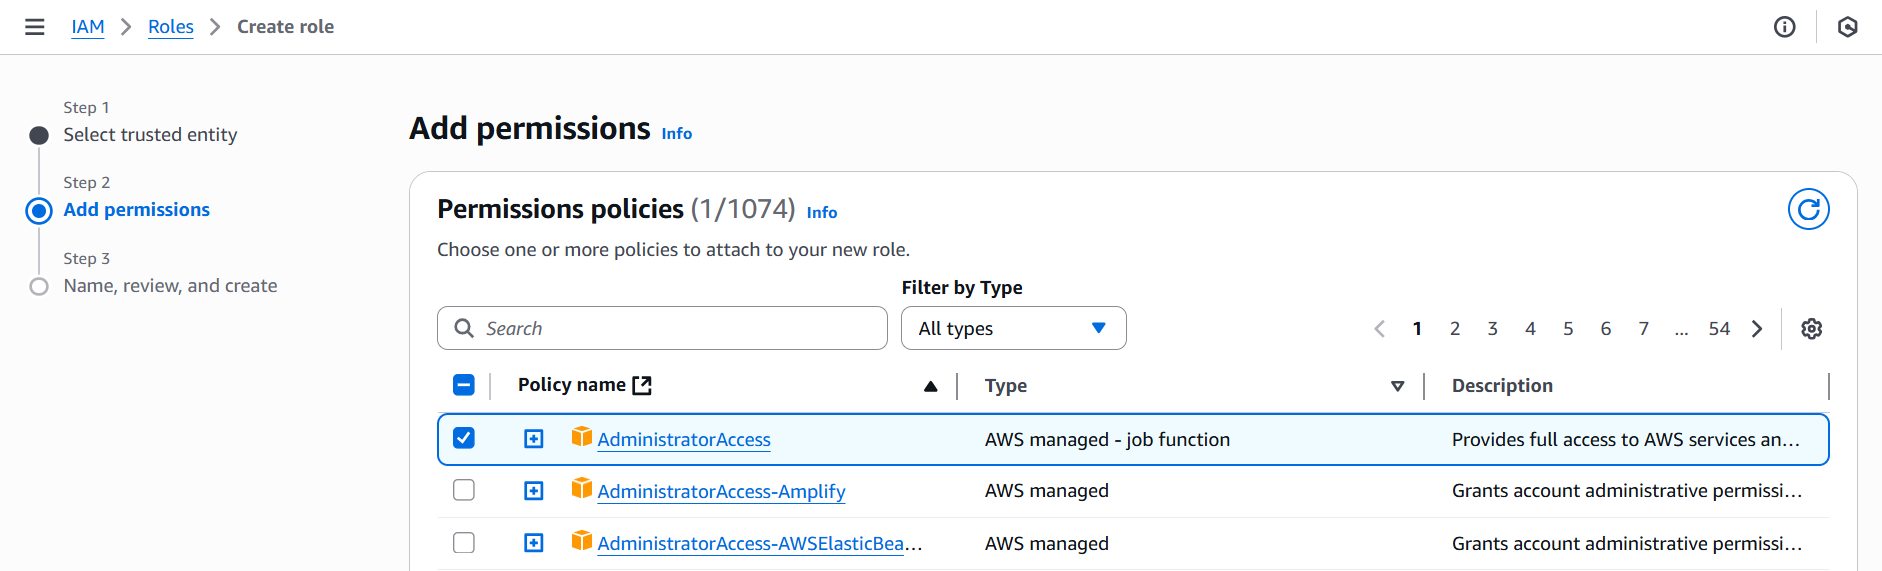 IAM > Roles > Create role
Step 1
Select trusted entity
Step 2
Add permissions
Step 3
Name, review, and create
Add permissions Info
Permissions policies (1/1074) Info
Choose one or more policies to attach to your new role.
Filter by Type
Search All types 1 2 3 4 5 6 7 ... 54
Policy name Type Description
AdministratorAccess AWS managed - job function Provides full access to AWS services an...
AdministratorAccess-Amplify AWS managed Grants account administrative permissi...
AdministratorAccess-AWSElasticBea... AWS managed Grants account administrative permissi...